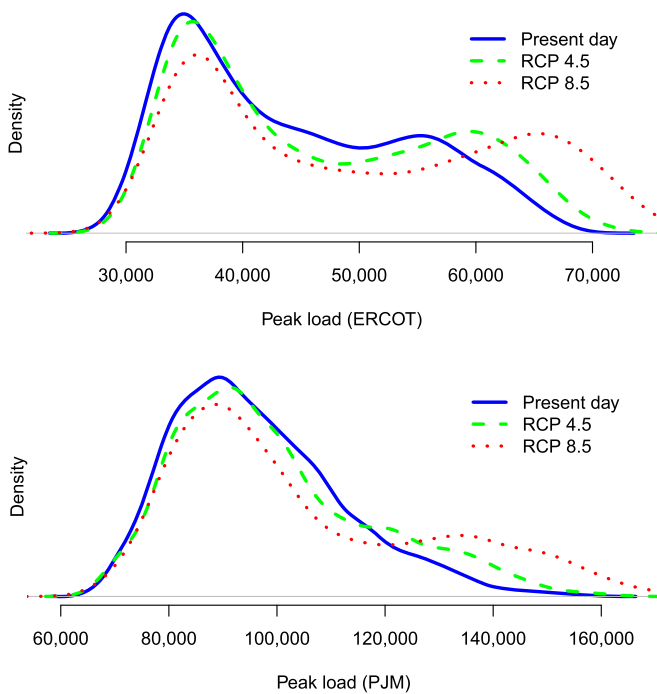 Present day
RCP 4.5
RCP 8.5
Density
30,000 40,000 50,000 60,000 70,000
Peak load (ERCOT)
Present day
RCP 4.5
RCP 8.5
Density
60,000 80,000 100,000 120,000 140,000 160,000
Peak load (PJM)